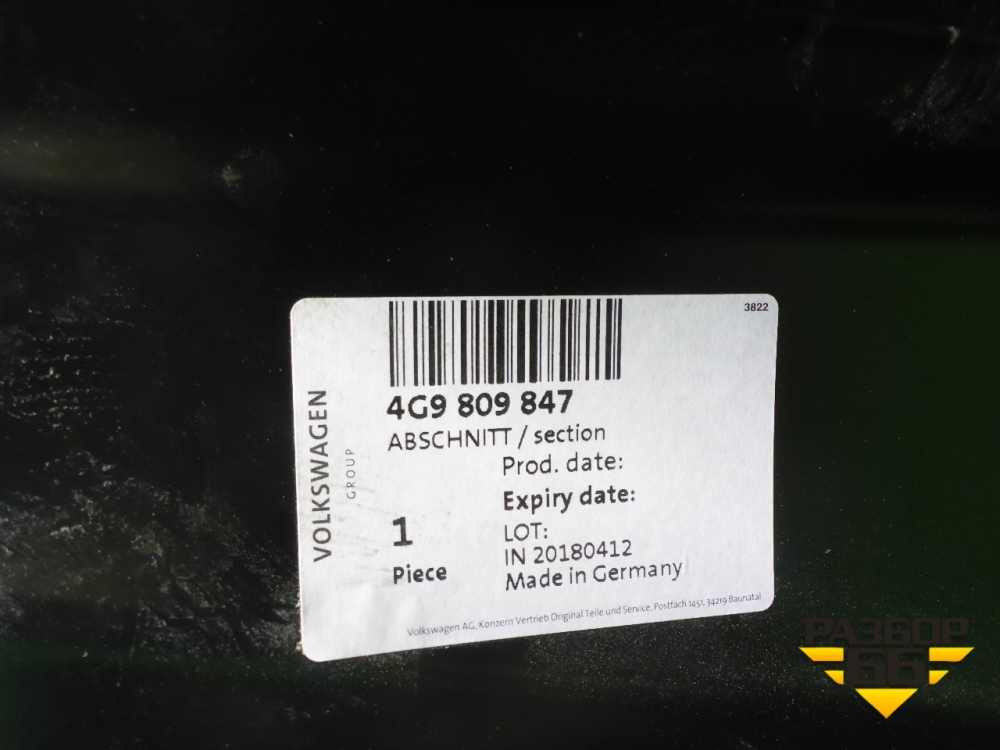 3822
4G9 809 847
ABSCHNITT / section
Prod. date:
Expiry date:
LOT:
IN 20180412
Made in Germany
1
Piece
VOLKSWAGEN
GROUP
Volkswagen AG, Konzern Vertrieb Original Teile und Service, Postfach 1451, 34219 Baunatal
РАЗБОР
66